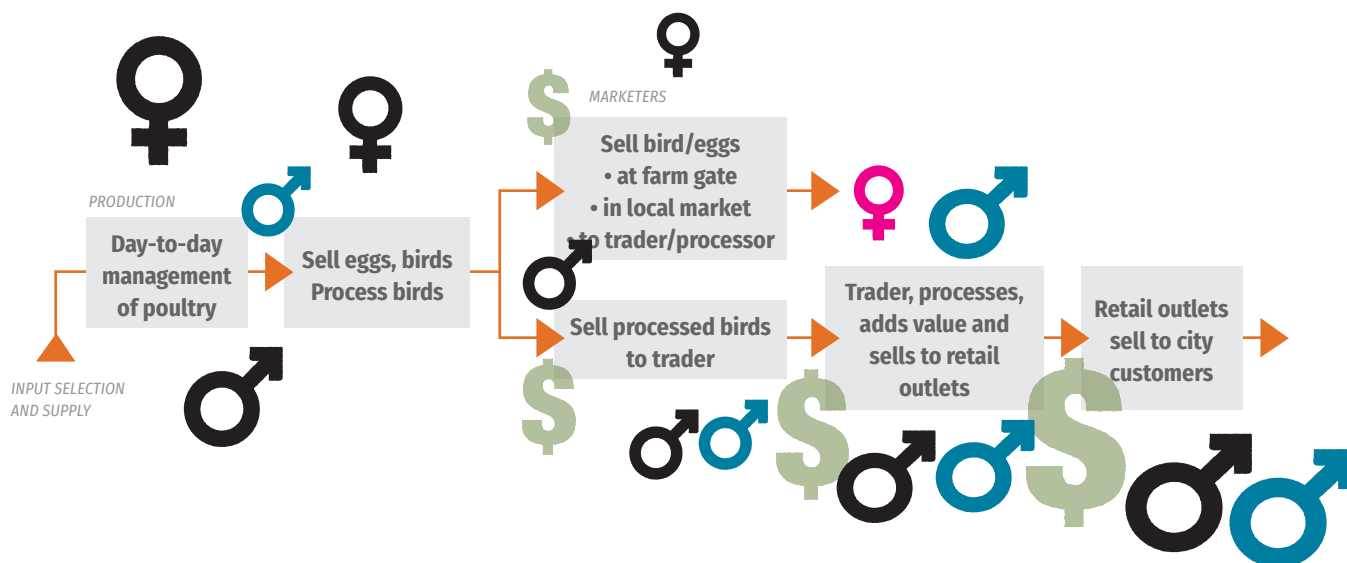 PRODUCTION
Day-to-day
management
of poultry
INPUT SELECTION
AND SUPPLY
Sell eggs, birds
Process birds
$
MARKETERS
Sell bird/eggs
• at farm gate
• in local market
• to trader/processor
Sell processed birds
to trader
$
Trader, processes,
adds value and
sells to retail
outlets
$
Retail outlets
sell to city
customers
$